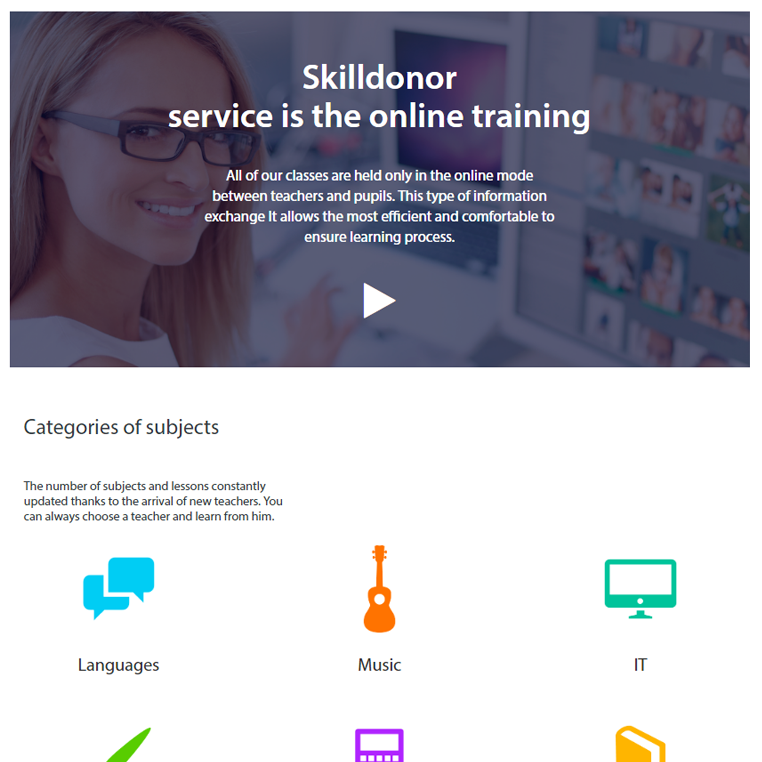 Skilldonor
service is the online training
All of our classes are held only in the online mode
between teachers and pupils. This type of information
exchange It allows the most efficient and comfortable to
ensure learning process.
Categories of subjects
The number of subjects and lessons constantly
updated thanks to the arrival of new teachers. You
can always choose a teacher and learn from him.
Languages
Music
IT